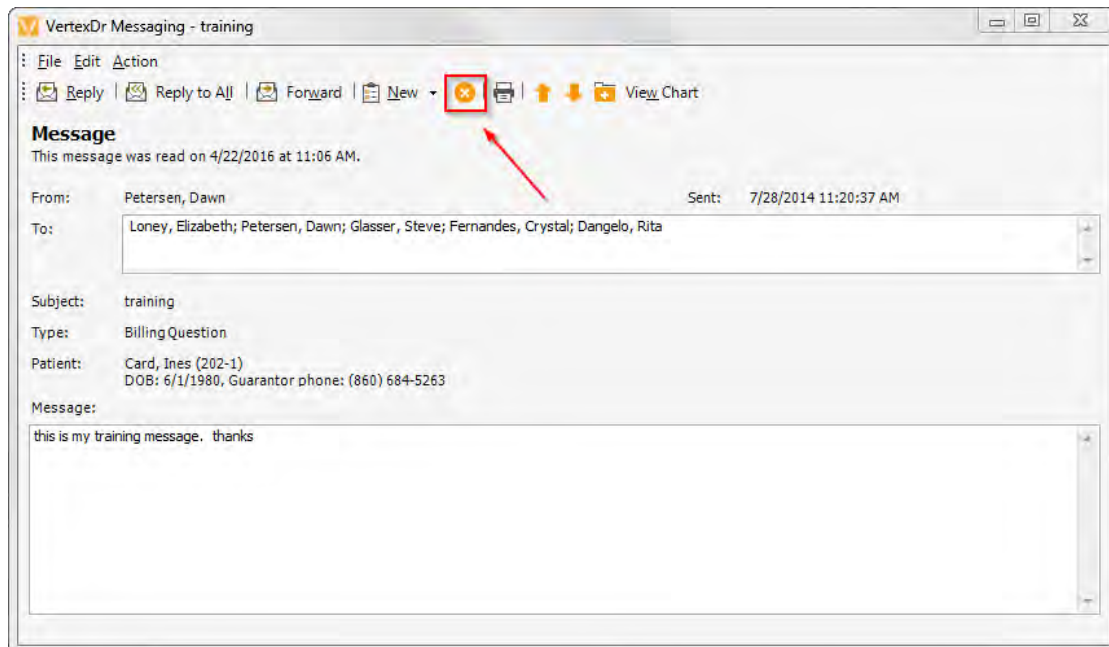 VertexDr Messaging - training
File Edit Action
Reply Reply to All Forward New View Chart
Message
This message was read on 4/22/2016 at 11:06 AM.
From: Petersen, Dawn Sent: 7/28/2014 11:20:37 AM
To: Loney, Elizabeth; Petersen, Dawn; Glasser, Steve; Fernandes, Crystal; Dangelo, Rita
Subject: training
Type: Billing Question
Patient: Card, Ines (202-1)
DOB: 6/1/1980, Guarantor phone: (860) 684-5263
Message:
this is my training message.  thanks